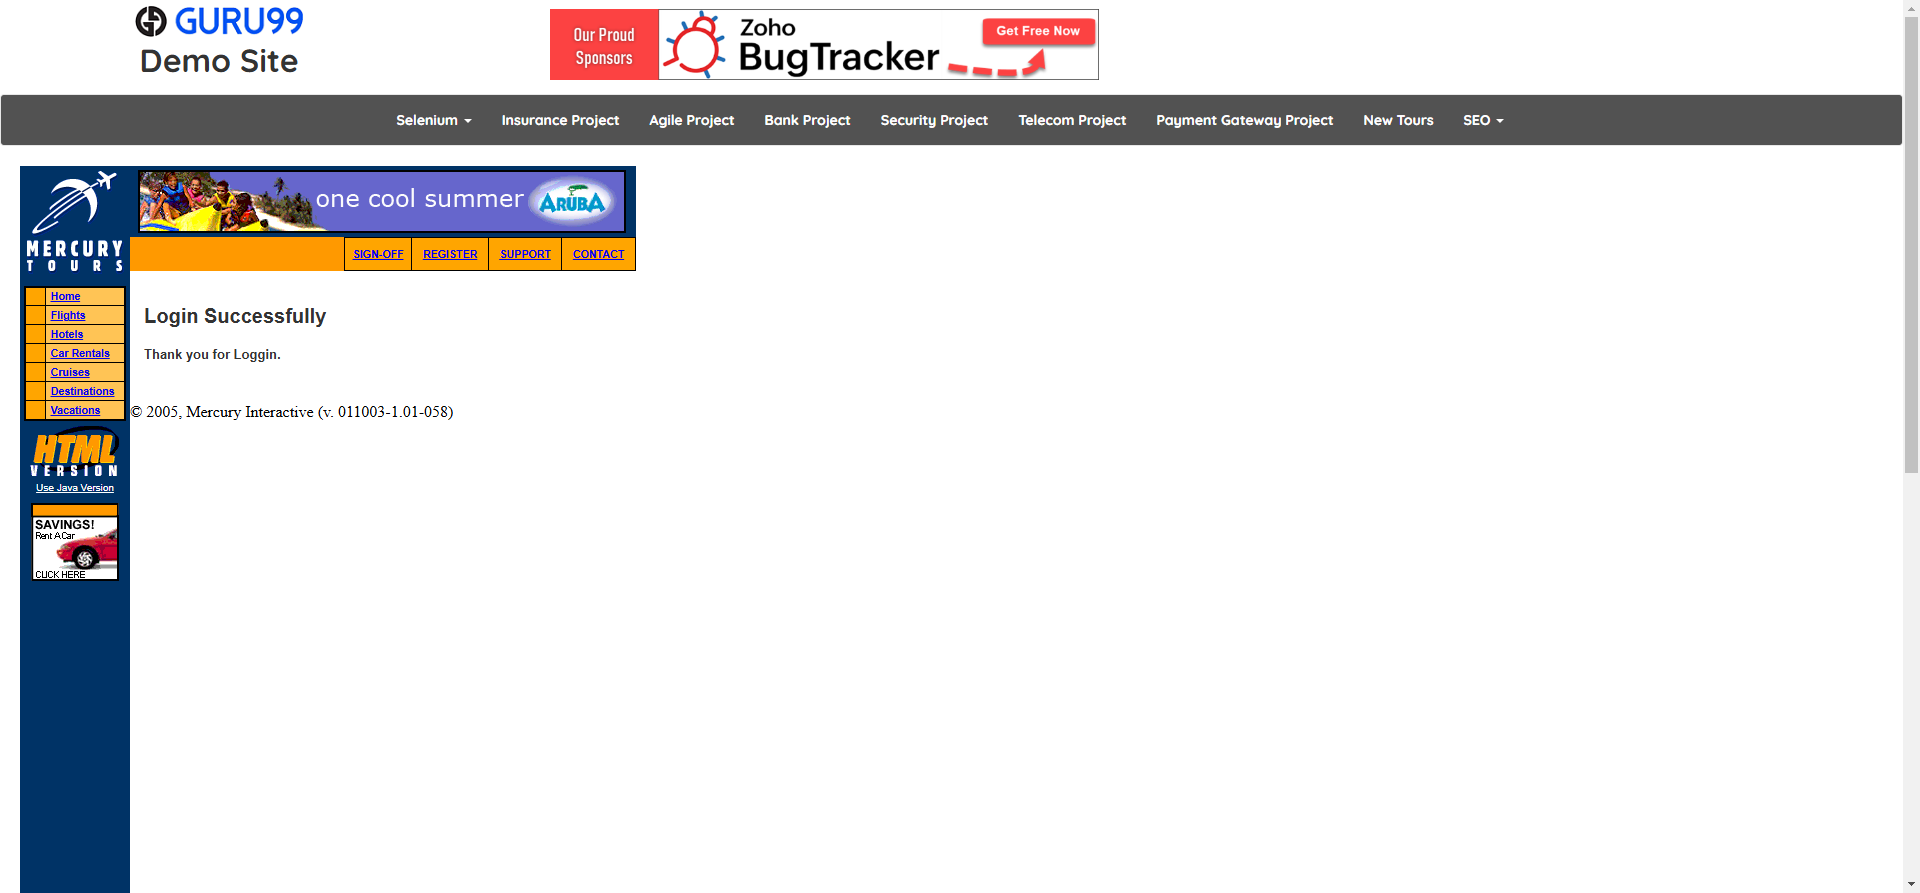 GURU99
Demo Site
Our Proud
Sponsors
Zoho
BugTracker
Get Free Now
Selenium
Insurance Project
Agile Project
Bank Project
Security Project
Telecom Project
Payment Gateway Project
New Tours
SEO
MERCURY
TOURS
one cool summer
ARUBA
SIGN-OFF
REGISTER
SUPPORT
CONTACT
Home
Flights
Hotels
Car Rentals
Cruises
Destinations
Vacations
HTML
VERSION
Use Java Version
SAVINGS!
Rent A Car
CLICK HERE
Login Successfully
Thank you for Loggin.
© 2005, Mercury Interactive (v. 011003-1.01-058)